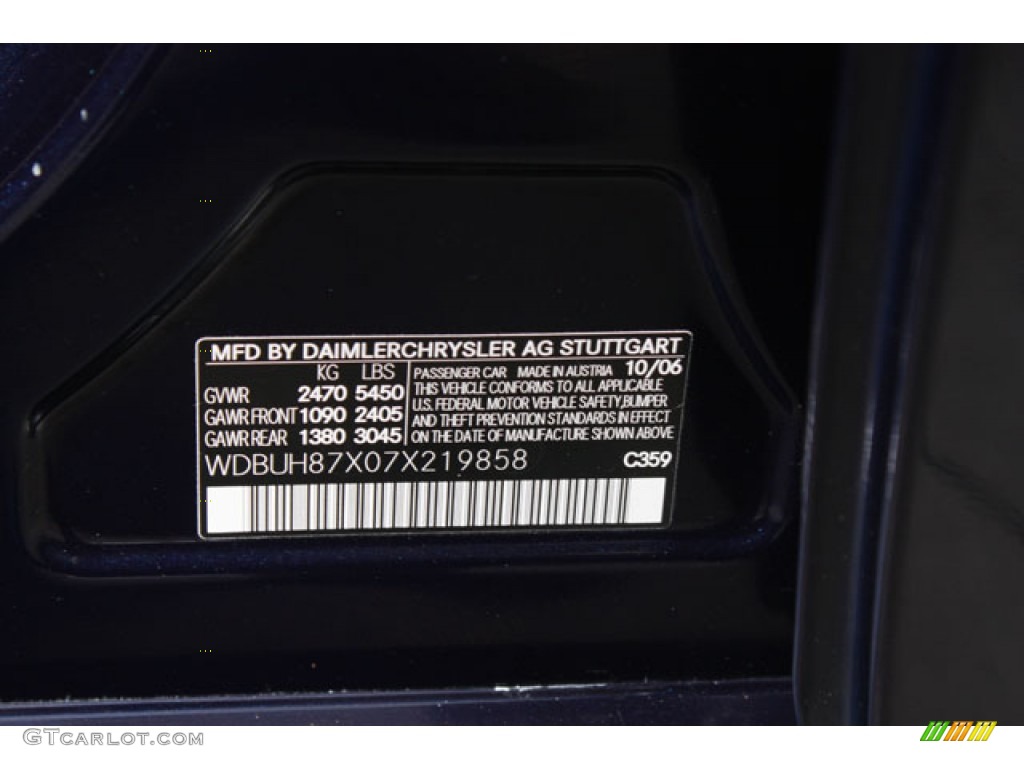 MFD BY DAIMLERCHRYSLER AG STUTTGART
KG LBS
GVWR 2470 5450
GAWR FRONT 1090 2405
GAWR REAR 1380 3045
PASSENGER CAR MADE IN AUSTRIA 10/06
THIS VEHICLE CONFORMS TO ALL APPLICABLE
U.S. FEDERAL MOTOR VEHICLE SAFETY, BUMPER
AND THEFT PREVENTION STANDARDS IN EFFECT
ON THE DATE OF MANUFACTURE SHOWN ABOVE
WDBUH87X07X219858 C359
GTCarlot.com